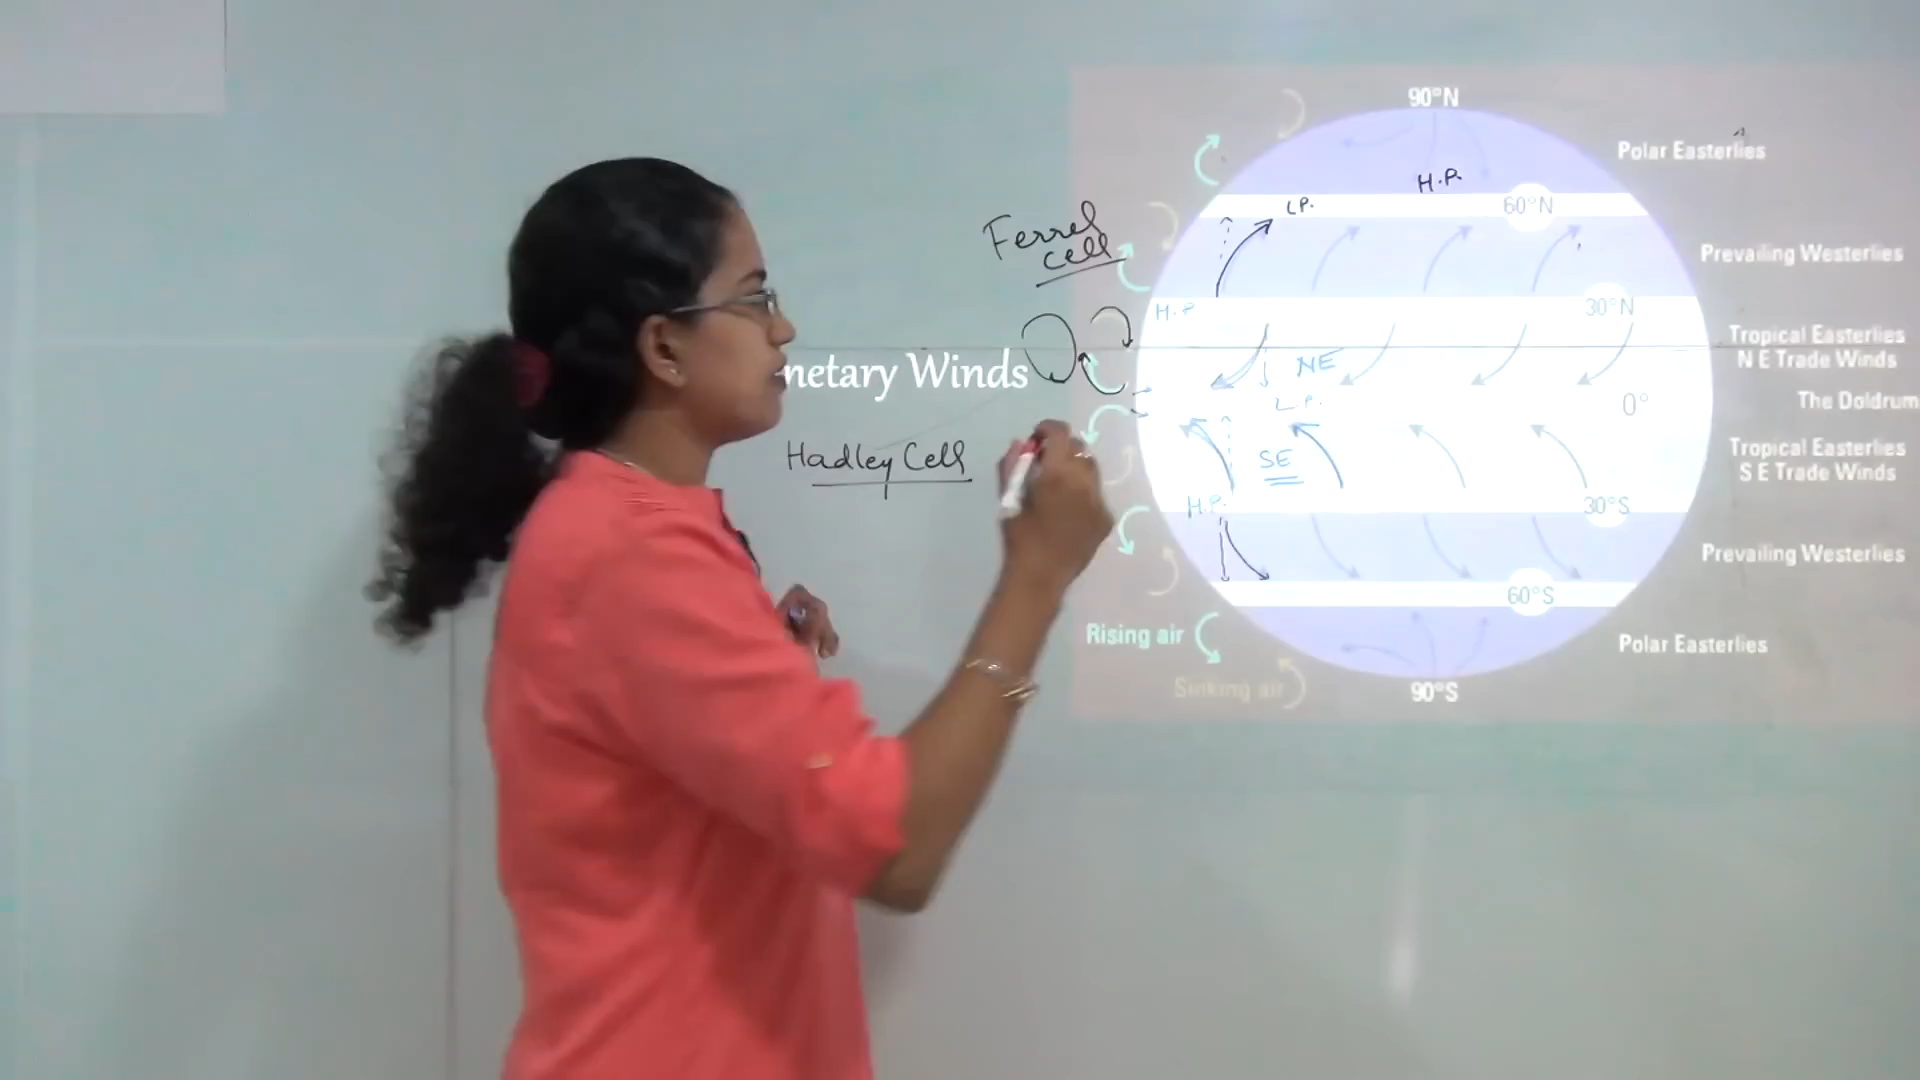 90°N
Polar Easterlies
H.P.
L.P.
60°N
Ferrel
cell
Prevailing Westerlies
H.P
30°N
Tropical Easterlies
N E Trade Winds
NE
netary Winds
L.P.
0°
The Doldrum
Hadley Cell
SE
Tropical Easterlies
S E Trade Winds
H.P.
30°S
Prevailing Westerlies
60°S
Rising air
Polar Easterlies
Sinking air
90°S